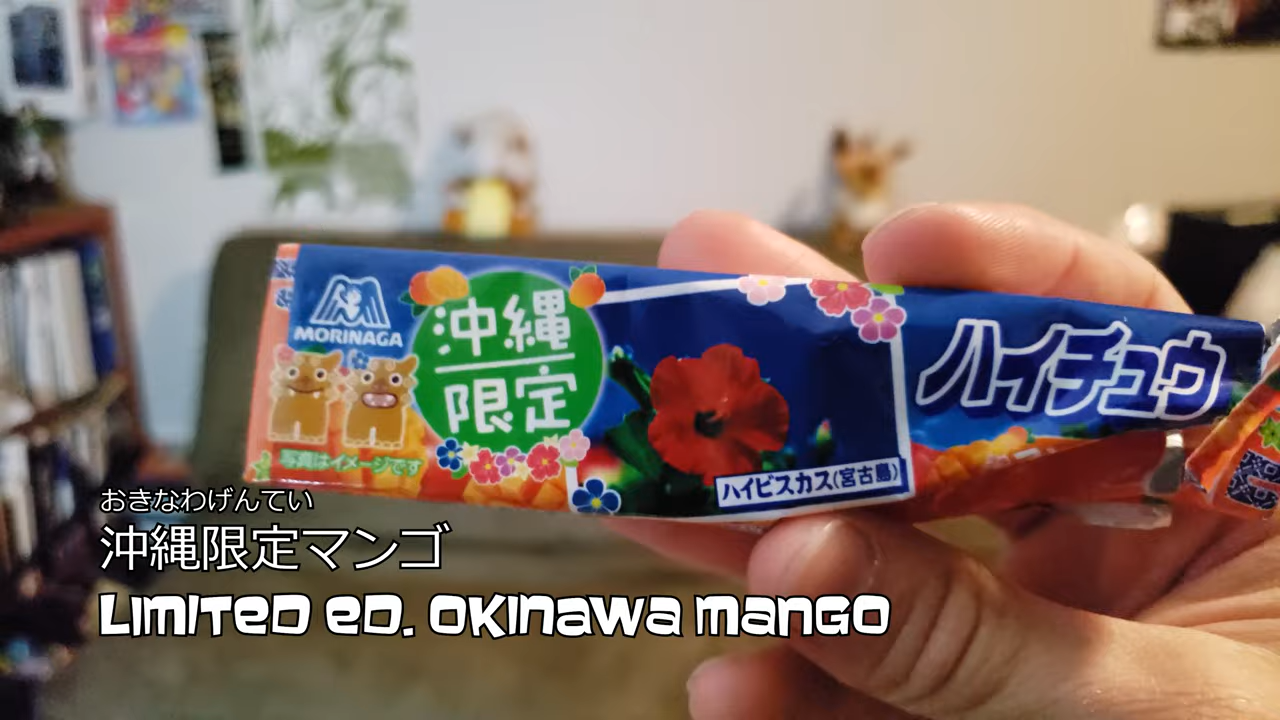 MORINAGA
沖縄
限定
写真はイメージです
ハイビスカス(宮古島)
ハイチュウ
おきなわげんてい
沖縄限定マンゴ
LIMITED ED. OKINAWA MANGO